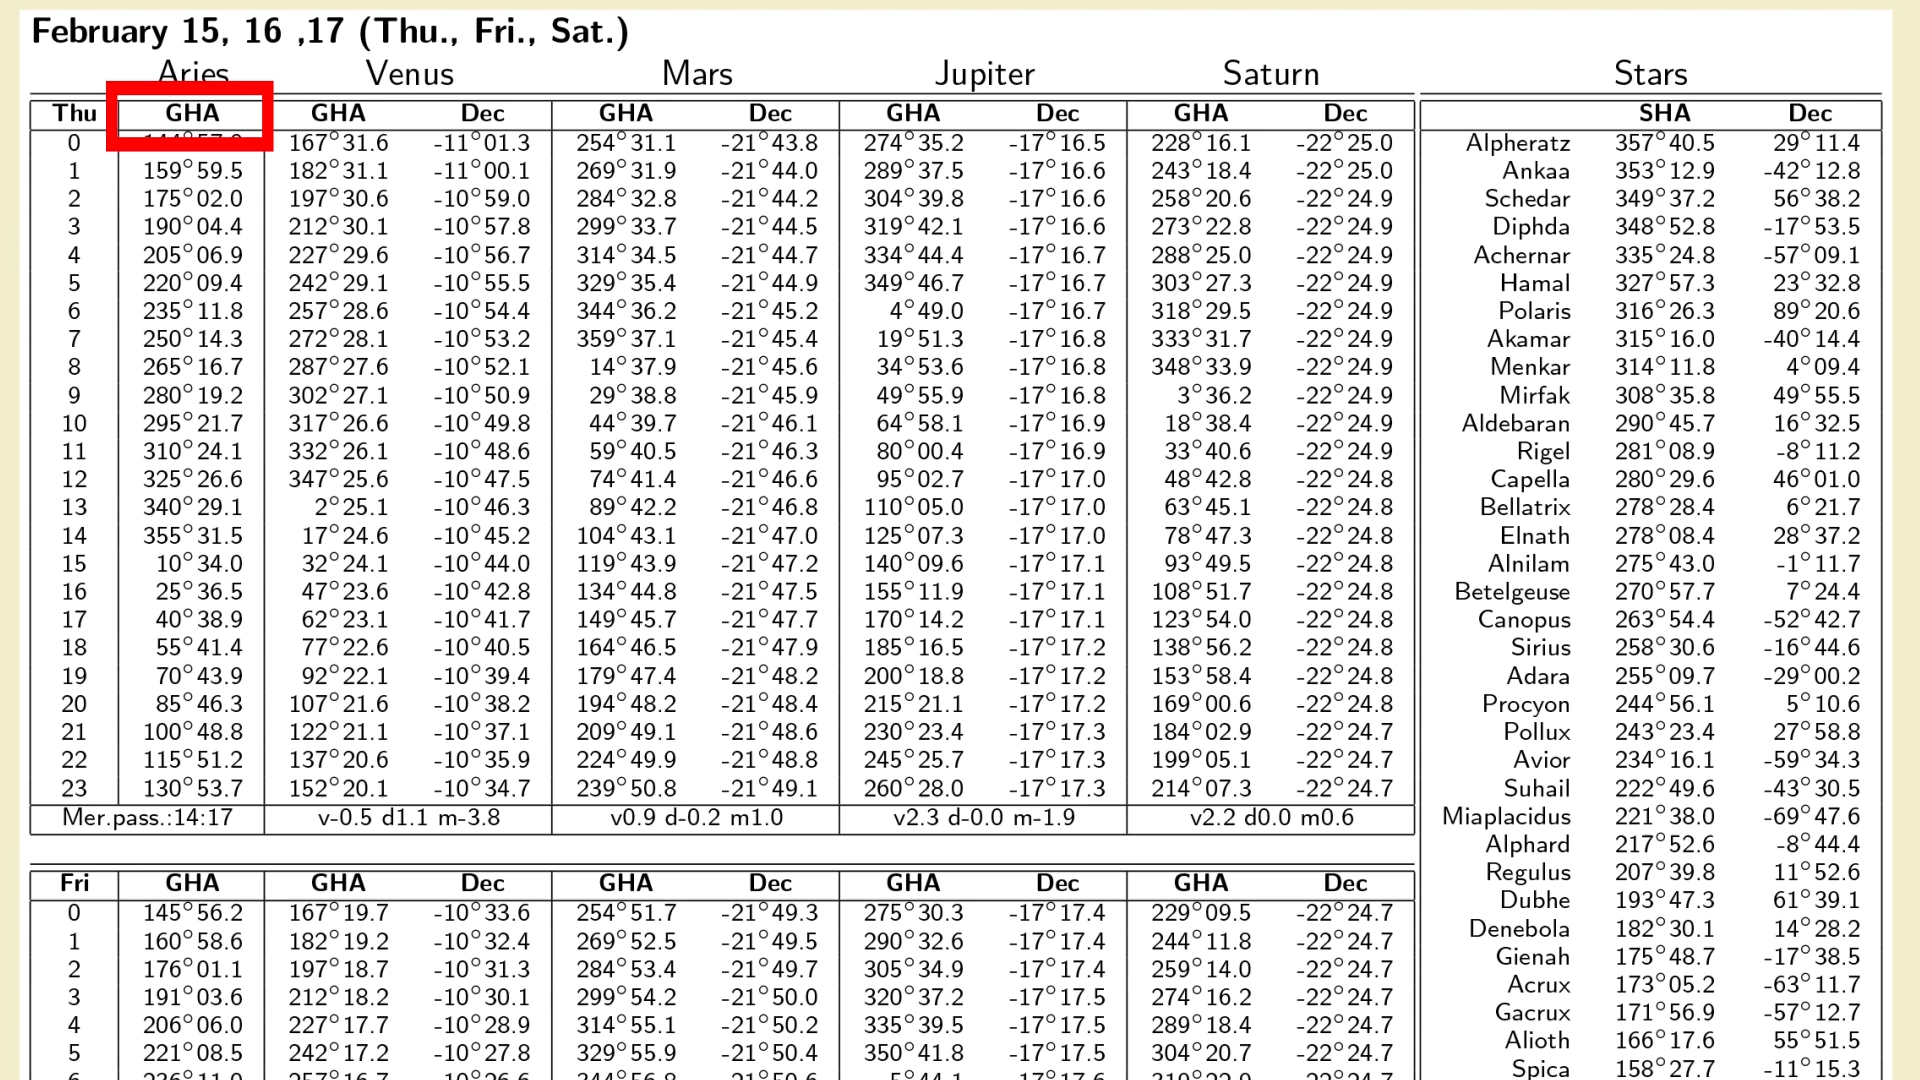 February 15, 16 ,17 (Thu., Fri., Sat.)
Aries Venus Mars Jupiter Saturn Stars
Thu GHA GHA Dec GHA Dec GHA Dec GHA Dec SHA Dec
0 167°31.6 -11°01.3 254°31.1 -21°43.8 274°35.2 -17°16.5 228°16.1 -22°25.0 Alpheratz 357°40.5 29°11.4
1 159°59.5 182°31.1 -11°00.1 269°31.9 -21°44.0 289°37.5 -17°16.6 243°18.4 -22°25.0 Ankaa 353°12.9 -42°12.8
2 175°02.0 197°30.6 -10°59.0 284°32.8 -21°44.2 304°39.8 -17°16.6 258°20.6 -22°24.9 Schedar 349°37.2 56°38.2
3 190°04.4 212°30.1 -10°57.8 299°33.7 -21°44.5 319°42.1 -17°16.6 273°22.8 -22°24.9 Diphda 348°52.8 -17°53.5
4 205°06.9 227°29.6 -10°56.7 314°34.5 -21°44.7 334°44.4 -17°16.7 288°25.0 -22°24.9 Achernar 335°24.8 -57°09.1
5 220°09.4 242°29.1 -10°55.5 329°35.4 -21°44.9 349°46.7 -17°16.7 303°27.3 -22°24.9 Hamal 327°57.3 23°32.8
6 235°11.8 257°28.6 -10°54.4 344°36.2 -21°45.2 4°49.0 -17°16.7 318°29.5 -22°24.9 Polaris 316°26.3 89°20.6
7 250°14.3 272°28.1 -10°53.2 359°37.1 -21°45.4 19°51.3 -17°16.8 333°31.7 -22°24.9 Akamar 315°16.0 -40°14.4
8 265°16.7 287°27.6 -10°52.1 14°37.9 -21°45.6 34°53.6 -17°16.8 348°33.9 -22°24.9 Menkar 314°11.8 4°09.4
9 280°19.2 302°27.1 -10°50.9 29°38.8 -21°45.9 49°55.9 -17°16.8 3°36.2 -22°24.9 Mirfak 308°35.8 49°55.5
10 295°21.7 317°26.6 -10°49.8 44°39.7 -21°46.1 64°58.1 -17°16.9 18°38.4 -22°24.9 Aldebaran 290°45.7 16°32.5
11 310°24.1 332°26.1 -10°48.6 59°40.5 -21°46.3 80°00.4 -17°16.9 33°40.6 -22°24.9 Rigel 281°08.9 -8°11.2
12 325°26.6 347°25.6 -10°47.5 74°41.4 -21°46.6 95°02.7 -17°17.0 48°42.8 -22°24.8 Capella 280°29.6 46°01.0
13 340°29.1 2°25.1 -10°46.3 89°42.2 -21°46.8 110°05.0 -17°17.0 63°45.1 -22°24.8 Bellatrix 278°28.4 6°21.7
14 355°31.5 17°24.6 -10°45.2 104°43.1 -21°47.0 125°07.3 -17°17.0 78°47.3 -22°24.8 Elnath 278°08.4 28°37.2
15 10°34.0 32°24.1 -10°44.0 119°43.9 -21°47.2 140°09.6 -17°17.1 93°49.5 -22°24.8 Alnilam 275°43.0 -1°11.7
16 25°36.5 47°23.6 -10°42.8 134°44.8 -21°47.5 155°11.9 -17°17.1 108°51.7 -22°24.8 Betelgeuse 270°57.7 7°24.4
17 40°38.9 62°23.1 -10°41.7 149°45.7 -21°47.7 170°14.2 -17°17.1 123°54.0 -22°24.8 Canopus 263°54.4 -52°42.7
18 55°41.4 77°22.6 -10°40.5 164°46.5 -21°47.9 185°16.5 -17°17.2 138°56.2 -22°24.8 Sirius 258°30.6 -16°44.6
19 70°43.9 92°22.1 -10°39.4 179°47.4 -21°48.2 200°18.8 -17°17.2 153°58.4 -22°24.8 Adara 255°09.7 -29°00.2
20 85°46.3 107°21.6 -10°38.2 194°48.2 -21°48.4 215°21.1 -17°17.2 169°00.6 -22°24.8 Procyon 244°56.1 5°10.6
21 100°48.8 122°21.1 -10°37.1 209°49.1 -21°48.6 230°23.4 -17°17.3 184°02.9 -22°24.7 Pollux 243°23.4 27°58.8
22 115°51.2 137°20.6 -10°35.9 224°49.9 -21°48.8 245°25.7 -17°17.3 199°05.1 -22°24.7 Avior 234°16.1 -59°34.3
23 130°53.7 152°20.1 -10°34.7 239°50.8 -21°49.1 260°28.0 -17°17.3 214°07.3 -22°24.7 Suhail 222°49.6 -43°30.5
Mer.pass.:14:17 v-0.5 d1.1 m-3.8 v0.9 d-0.2 m1.0 v2.3 d-0.0 m-1.9 v2.2 d0.0 m0.6 Miaplacidus 221°38.0 -69°47.6
Alphard 217°52.6 -8°44.4
Fri GHA GHA Dec GHA Dec GHA Dec GHA Dec Regulus 207°39.8 11°52.6
0 145°56.2 167°19.7 -10°33.6 254°51.7 -21°49.3 275°30.3 -17°17.4 229°09.5 -22°24.7 Dubhe 193°47.3 61°39.1
1 160°58.6 182°19.2 -10°32.4 269°52.5 -21°49.5 290°32.6 -17°17.4 244°11.8 -22°24.7 Denebola 182°30.1 14°28.2
2 176°01.1 197°18.7 -10°31.3 284°53.4 -21°49.7 305°34.9 -17°17.4 259°14.0 -22°24.7 Gienah 175°48.7 -17°38.5
3 191°03.6 212°18.2 -10°30.1 299°54.2 -21°50.0 320°37.2 -17°17.5 274°16.2 -22°24.7 Acrux 173°05.2 -63°11.7
4 206°06.0 227°17.7 -10°28.9 314°55.1 -21°50.2 335°39.5 -17°17.5 289°18.4 -22°24.7 Gacrux 171°56.9 -57°12.7
5 221°08.5 242°17.2 -10°27.8 329°55.9 -21°50.4 350°41.8 -17°17.5 304°20.7 -22°24.7 Alioth 166°17.6 55°51.5
Spica 158°27.7 -11°15.3